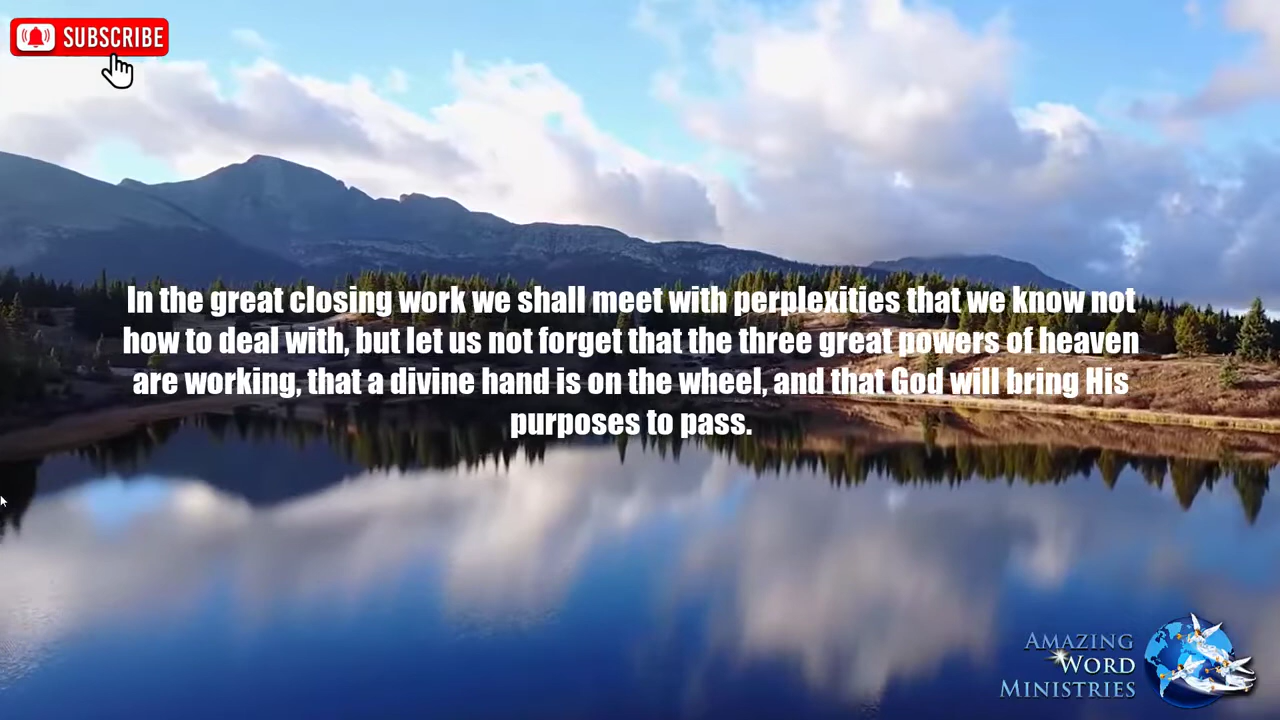 SUBSCRIBE
In the great closing work we shall meet with perplexities that we know not
how to deal with, but let us not forget that the three great powers of heaven
are working, that a divine hand is on the wheel, and that God will bring His
purposes to pass.
AMAZING
WORD
MINISTRIES